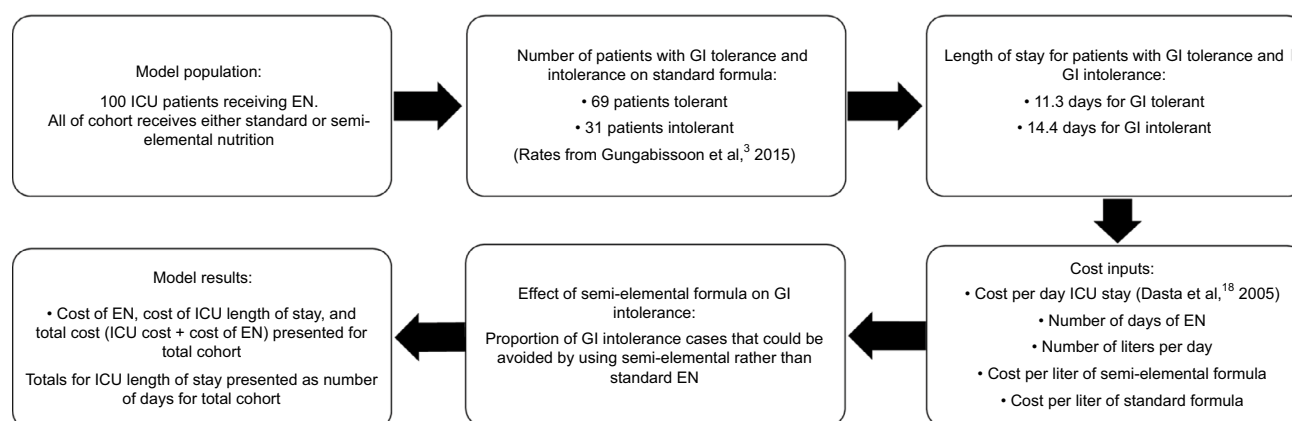 Model population:
100 ICU patients receiving EN.
All of cohort receives either standard or semi-
elemental nutrition
Number of patients with GI tolerance and
intolerance on standard formula:
• 69 patients tolerant
• 31 patients intolerant
(Rates from Gungabissoon et al,3 2015)
Length of stay for patients with GI tolerance and
GI intolerance:
• 11.3 days for GI tolerant
• 14.4 days for GI intolerant
Cost inputs:
• Cost per day ICU stay (Dasta et al,18 2005)
• Number of days of EN
• Number of liters per day
• Cost per liter of semi-elemental formula
• Cost per liter of standard formula
Effect of semi-elemental formula on GI
intolerance:
Proportion of GI intolerance cases that could be
avoided by using semi-elemental rather than
standard EN
Model results:
• Cost of EN, cost of ICU length of stay, and
total cost (ICU cost + cost of EN) presented for
total cohort
Totals for ICU length of stay presented as number
of days for total cohort